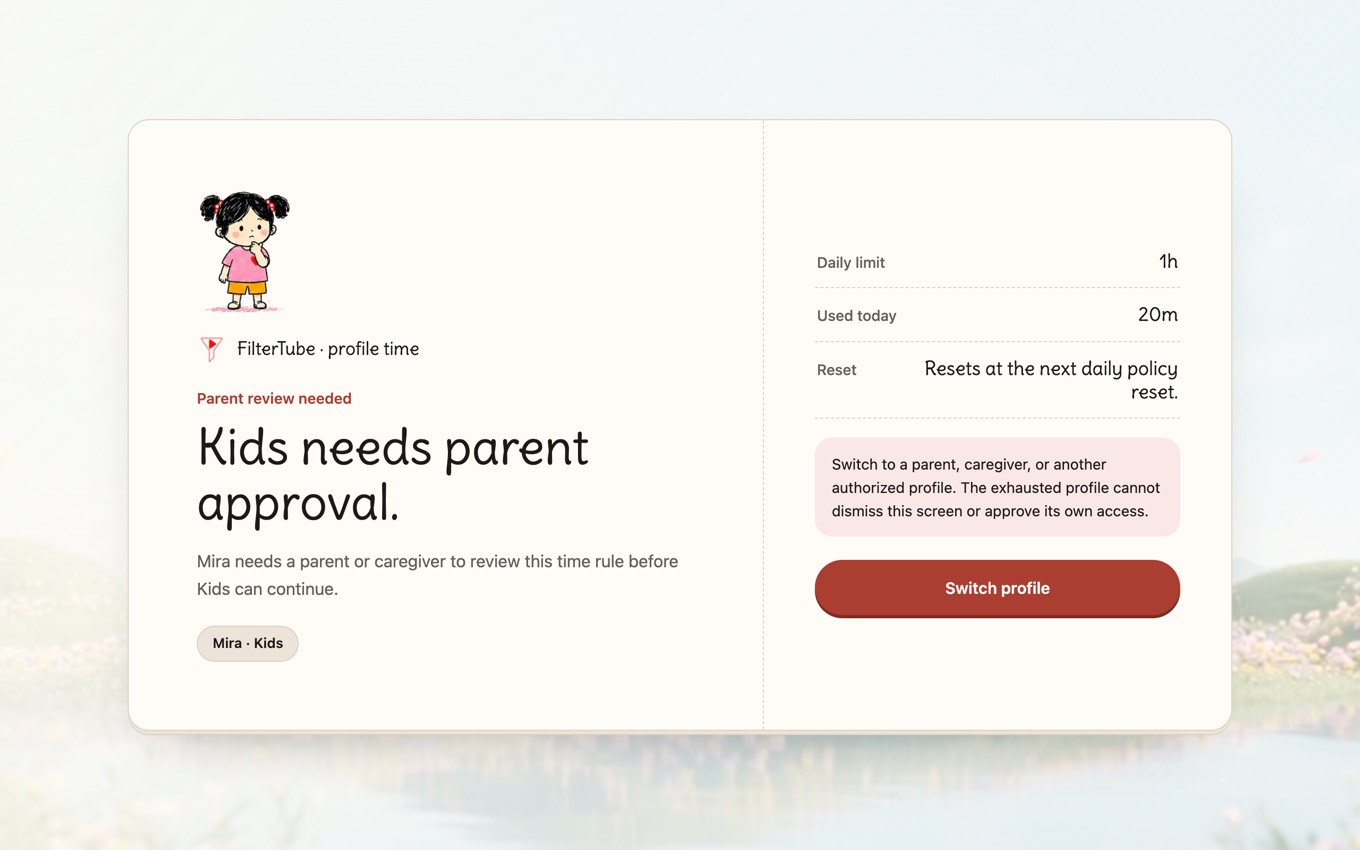 FilterTube · profile time
Parent review needed
Kids needs parent
approval.
Mira needs a parent or caregiver to review this time rule before
Kids can continue.
Mira · Kids
Daily limit 1h
Used today 20m
Reset Resets at the next daily policy
reset.
Switch to a parent, caregiver, or another
authorized profile. The exhausted profile cannot
dismiss this screen or approve its own access.
Switch profile